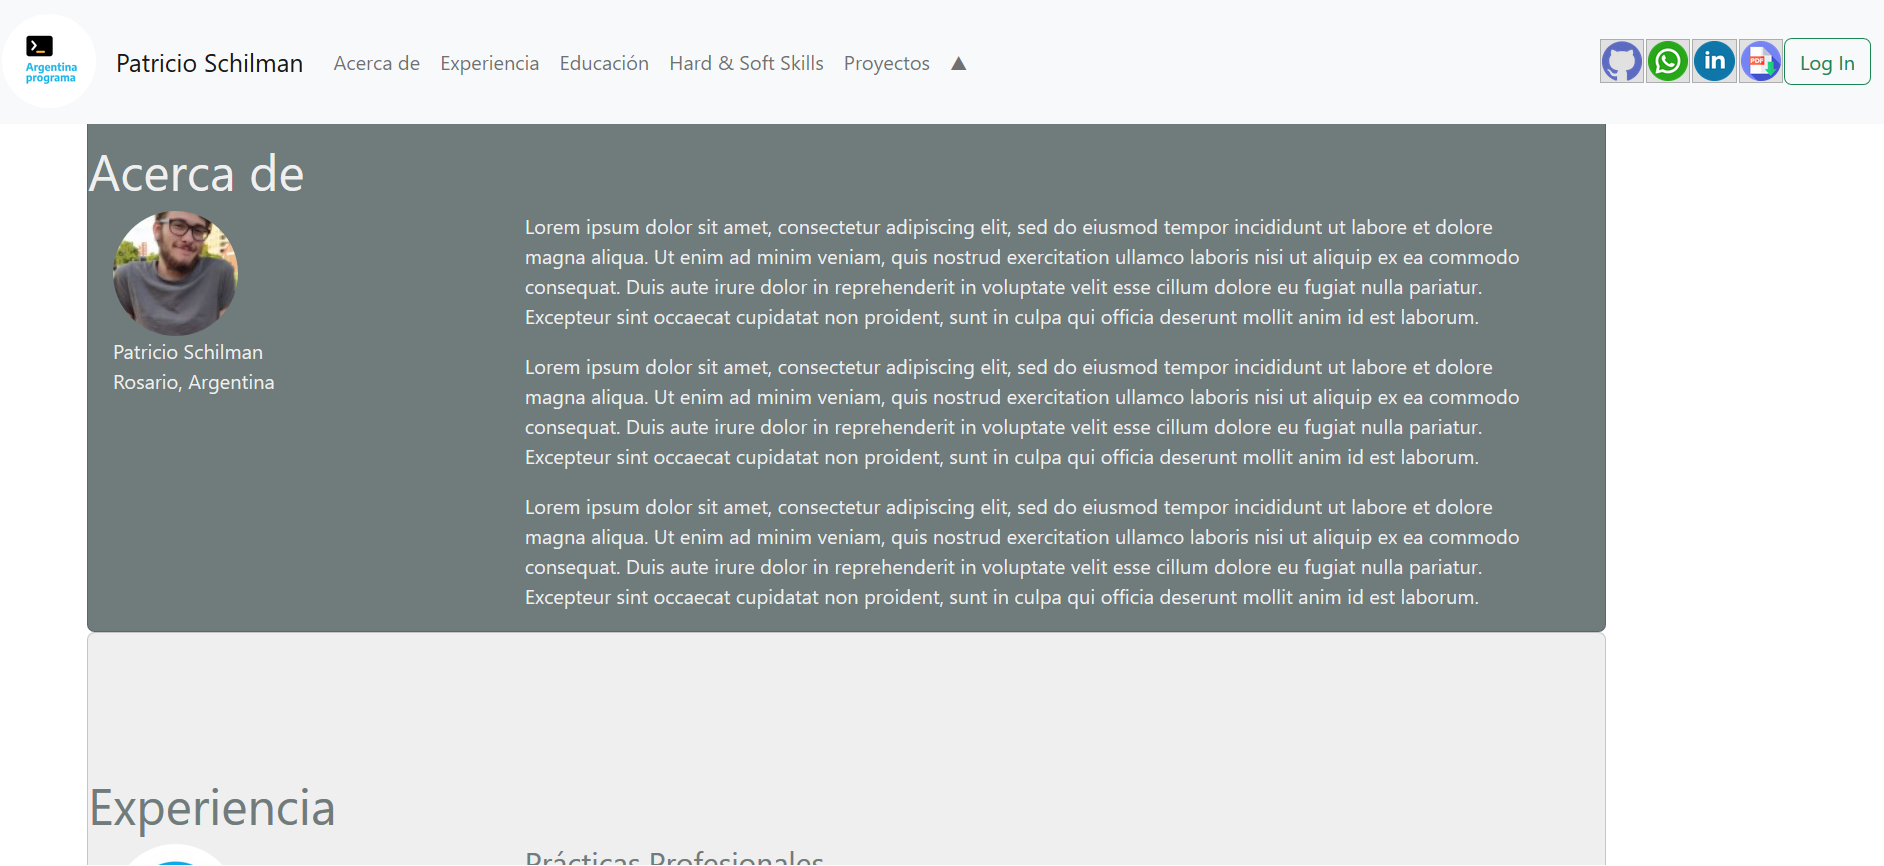 Argentina
programa
Patricio Schilman Acerca de Experiencia Educación Hard & Soft Skills Proyectos ▲ in PDF Log In
Acerca de
Patricio Schilman
Rosario, Argentina
Lorem ipsum dolor sit amet, consectetur adipiscing elit, sed do eiusmod tempor incididunt ut labore et dolore
magna aliqua. Ut enim ad minim veniam, quis nostrud exercitation ullamco laboris nisi ut aliquip ex ea commodo
consequat. Duis aute irure dolor in reprehenderit in voluptate velit esse cillum dolore eu fugiat nulla pariatur.
Excepteur sint occaecat cupidatat non proident, sunt in culpa qui officia deserunt mollit anim id est laborum.
Lorem ipsum dolor sit amet, consectetur adipiscing elit, sed do eiusmod tempor incididunt ut labore et dolore
magna aliqua. Ut enim ad minim veniam, quis nostrud exercitation ullamco laboris nisi ut aliquip ex ea commodo
consequat. Duis aute irure dolor in reprehenderit in voluptate velit esse cillum dolore eu fugiat nulla pariatur.
Excepteur sint occaecat cupidatat non proident, sunt in culpa qui officia deserunt mollit anim id est laborum.
Lorem ipsum dolor sit amet, consectetur adipiscing elit, sed do eiusmod tempor incididunt ut labore et dolore
magna aliqua. Ut enim ad minim veniam, quis nostrud exercitation ullamco laboris nisi ut aliquip ex ea commodo
consequat. Duis aute irure dolor in reprehenderit in voluptate velit esse cillum dolore eu fugiat nulla pariatur.
Excepteur sint occaecat cupidatat non proident, sunt in culpa qui officia deserunt mollit anim id est laborum.
Experiencia
Prácticas Profesionales